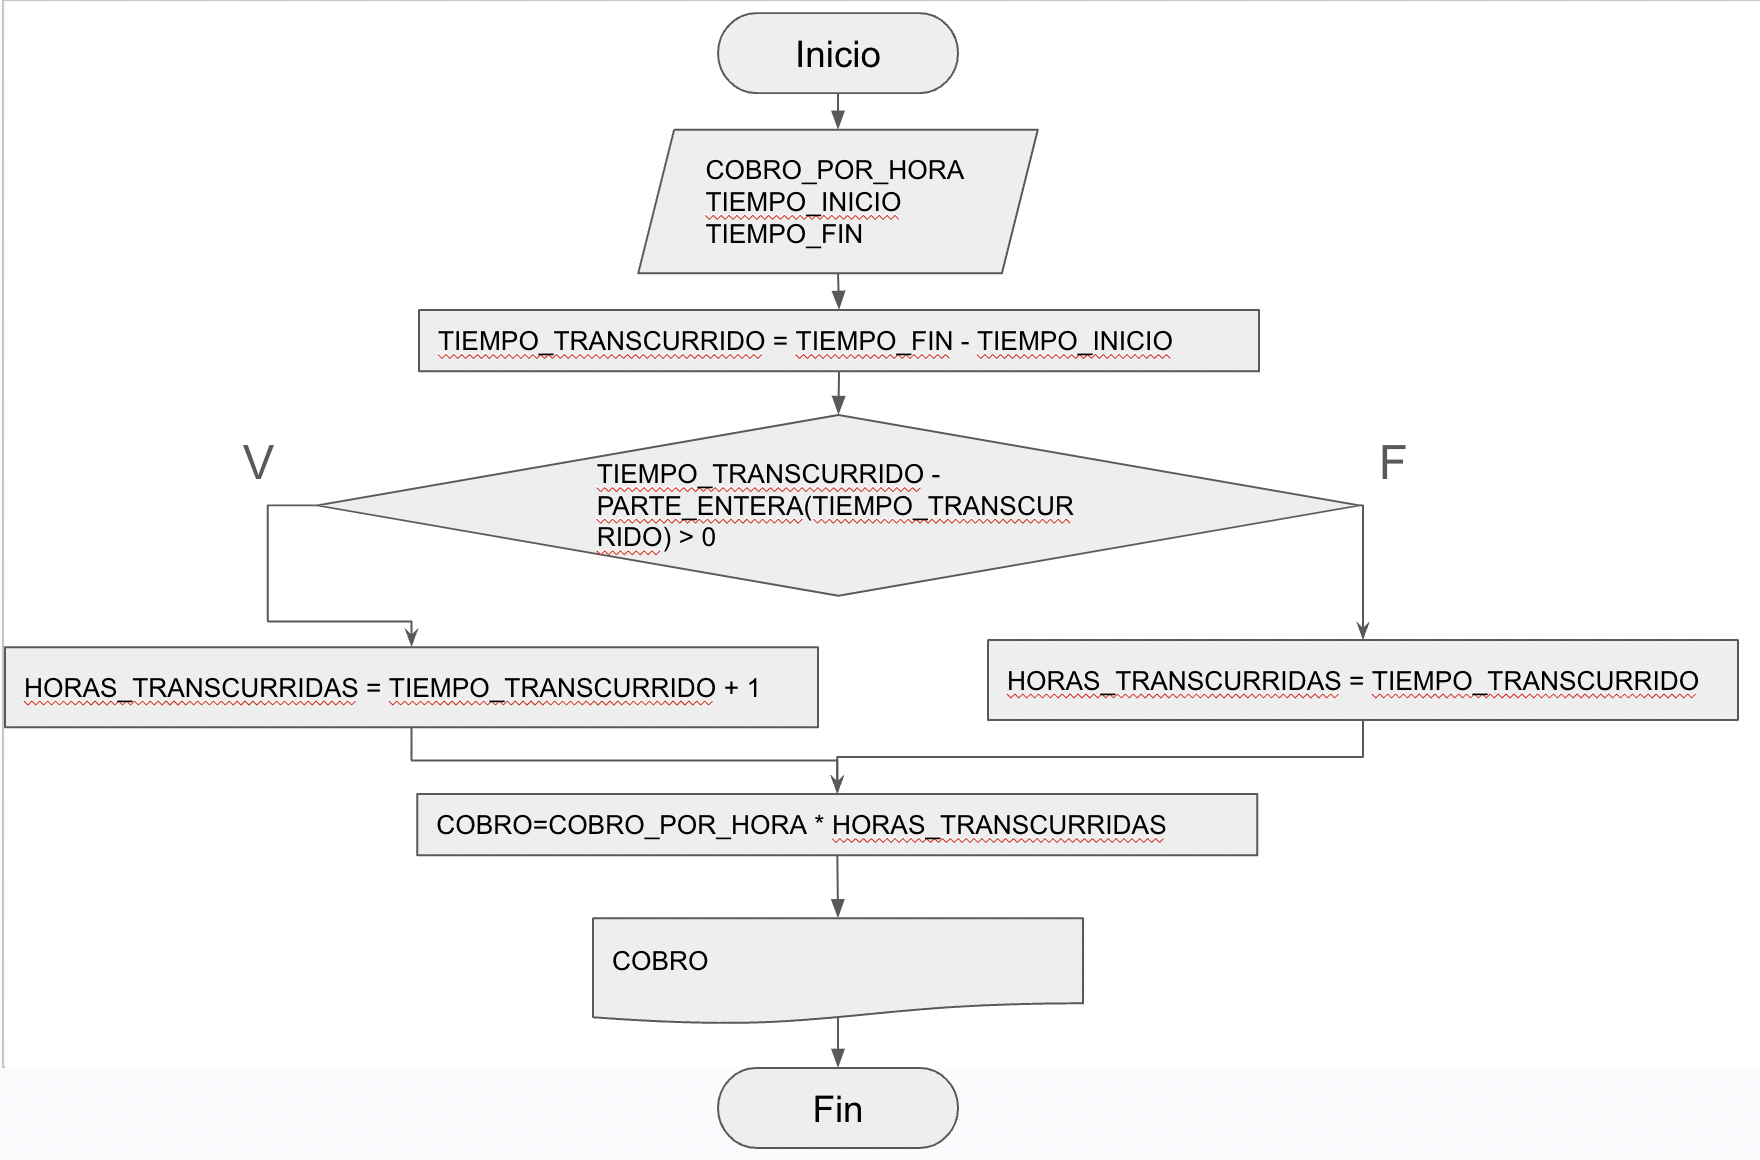 Inicio
COBRO_POR_HORA
TIEMPO_INICIO
TIEMPO_FIN
TIEMPO_TRANSCURRIDO = TIEMPO_FIN - TIEMPO_INICIO
V
F
TIEMPO_TRANSCURRIDO -
PARTE_ENTERA(TIEMPO_TRANSCUR
RIDO) > 0
HORAS_TRANSCURRIDAS = TIEMPO_TRANSCURRIDO + 1
HORAS_TRANSCURRIDAS = TIEMPO_TRANSCURRIDO
COBRO=COBRO_POR_HORA * HORAS_TRANSCURRIDAS
COBRO
Fin